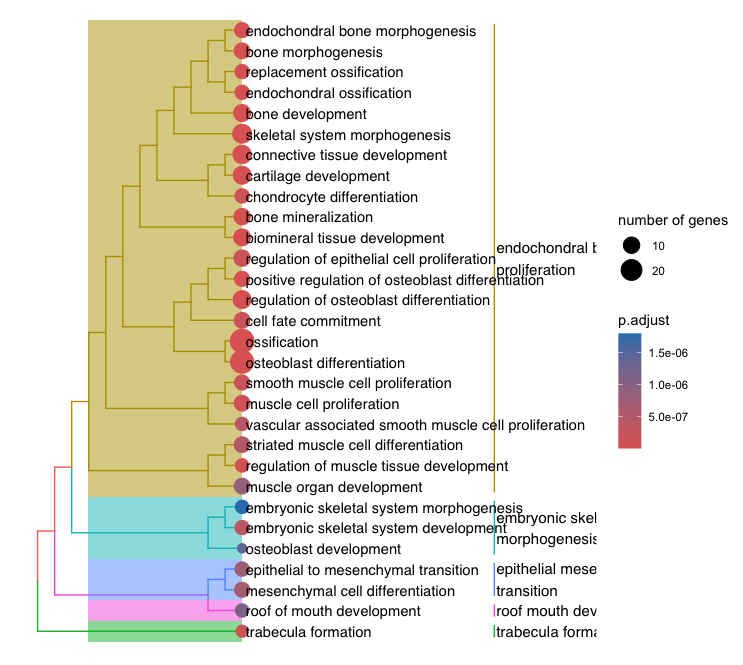 endochondral bone morphogenesis
bone morphogenesis
replacement ossification
endochondral ossification
bone development
skeletal system morphogenesis
connective tissue development
cartilage development
chondrocyte differentiation
bone mineralization
biomineral tissue development
regulation of epithelial cell proliferation
positive regulation of osteoblast differentiation
regulation of osteoblast differentiation
cell fate commitment
ossification
osteoblast differentiation
smooth muscle cell proliferation
muscle cell proliferation
vascular associated smooth muscle cell proliferation
striated muscle cell differentiation
regulation of muscle tissue development
muscle organ development
embryonic skeletal system morphogenesis
embryonic skeletal system development
osteoblast development
epithelial to mesenchymal transition
mesenchymal cell differentiation
roof of mouth development
trabecula formation
endochondral b
proliferation
embryonic skel
morphogenesis
epithelial mese
transition
roof mouth dev
trabecula forma
number of genes
10
20
p.adjust
1.5e-06
1.0e-06
5.0e-07